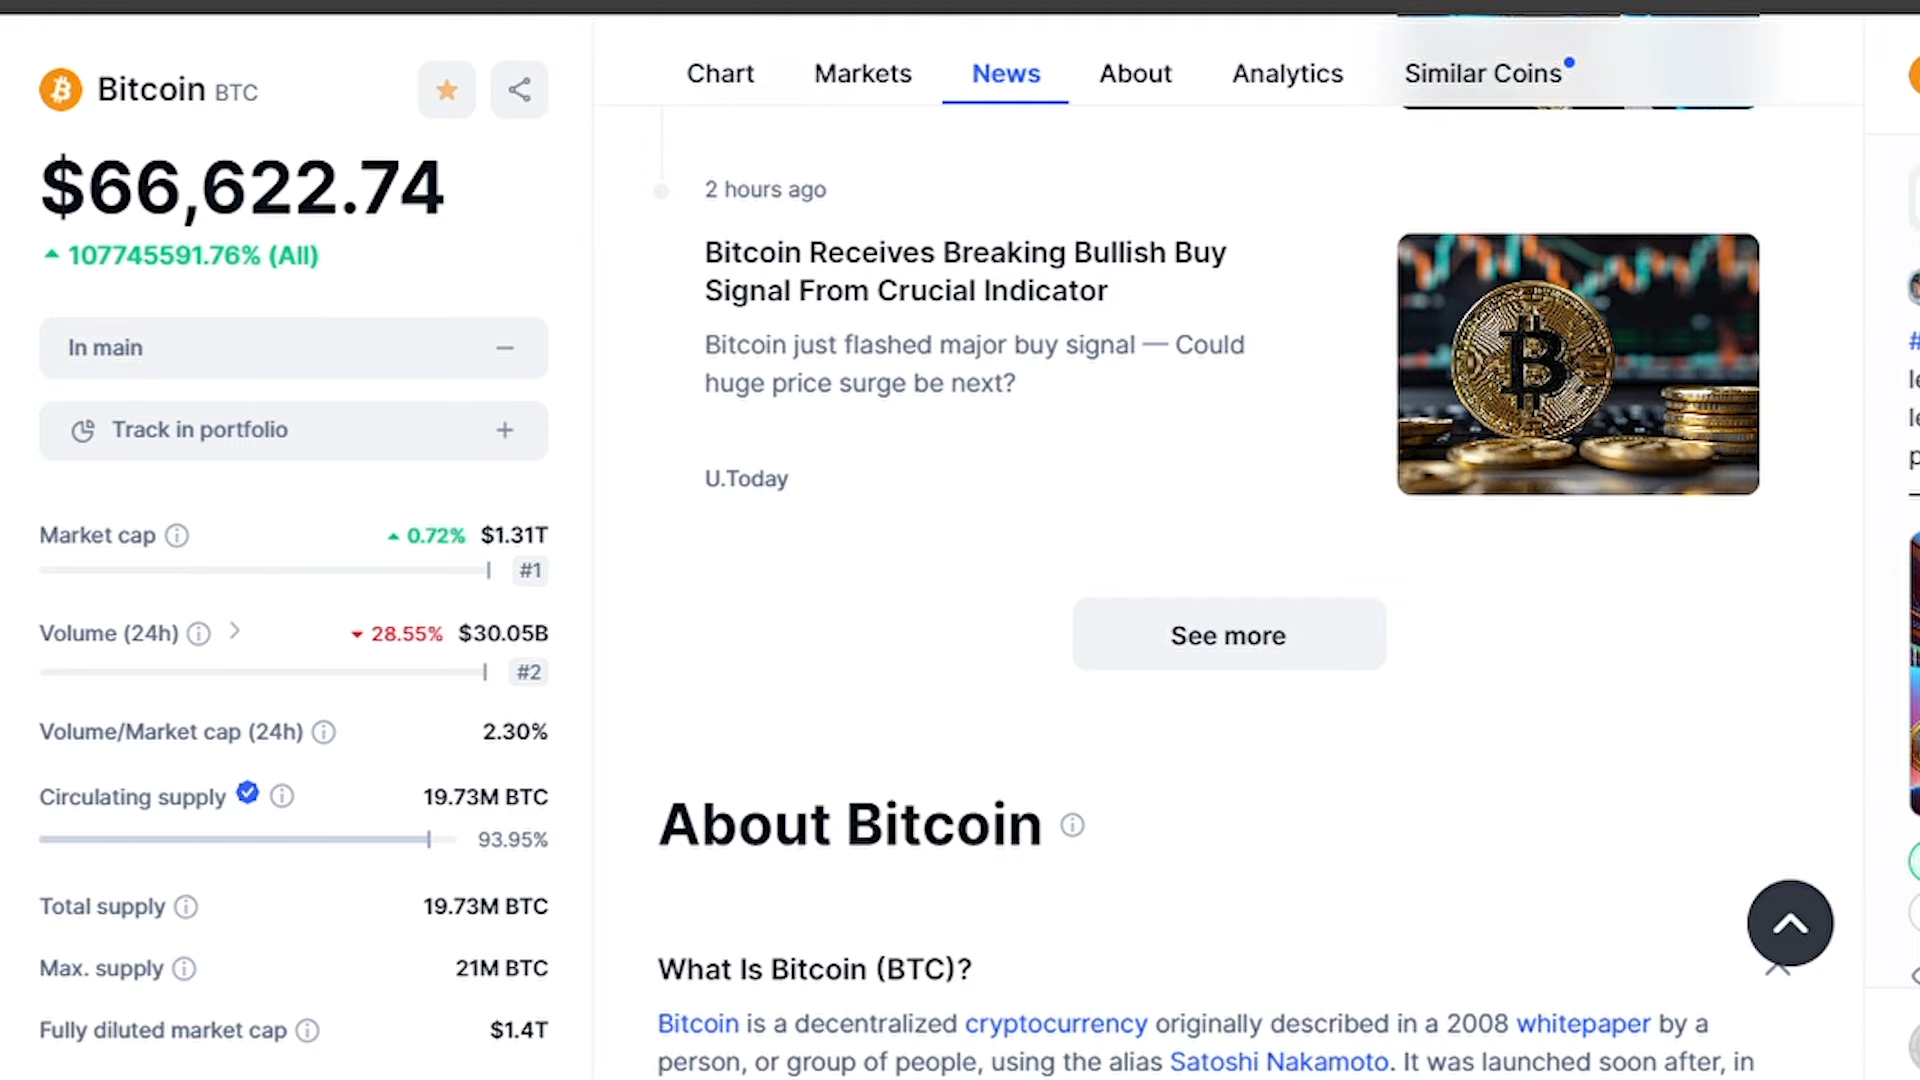 Bitcoin BTC
$66,622.74
107745591.76% (All)
In main
Track in portfolio
Market cap 0.72% $1.31T
#1
Volume (24h) 28.55% $30.05B
#2
Volume/Market cap (24h) 2.30%
Circulating supply 19.73M BTC
93.95%
Total supply 19.73M BTC
Max. supply 21M BTC
Fully diluted market cap $1.4T
Chart Markets News About Analytics Similar Coins
2 hours ago
Bitcoin Receives Breaking Bullish Buy
Signal From Crucial Indicator
Bitcoin just flashed major buy signal — Could
huge price surge be next?
U.Today
See more
About Bitcoin
What Is Bitcoin (BTC)?
Bitcoin is a decentralized cryptocurrency originally described in a 2008 whitepaper by a
person, or group of people, using the alias Satoshi Nakamoto. It was launched soon after, in